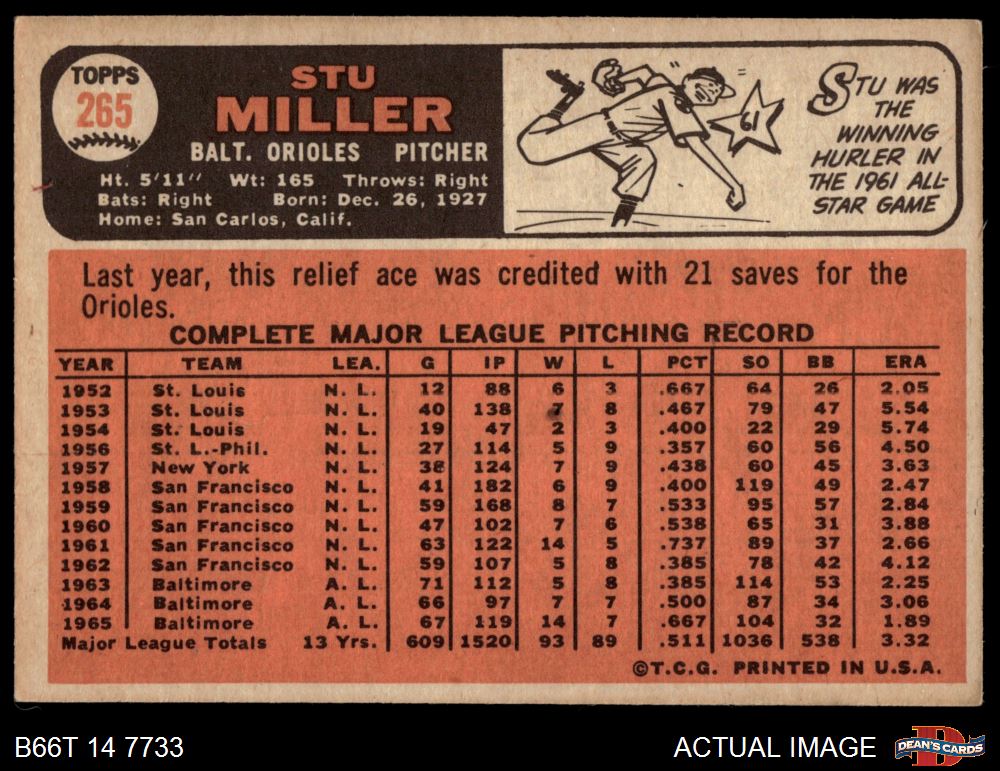 TOPPS
265
STU
MILLER
BALT. ORIOLES PITCHER
Ht. 5'11" Wt: 165 Throws: Right
Bats: Right Born: Dec. 26, 1927
Home: San Carlos, Calif.
61
STU WAS
THE
WINNING
HURLER IN
THE 1961 ALL-
STAR GAME
Last year, this relief ace was credited with 21 saves for the
Orioles.
COMPLETE MAJOR LEAGUE PITCHING RECORD
YEAR TEAM LEA. G IP W L PCT SO BB ERA
1952 St. Louis N. L. 12 88 6 3 .667 64 26 2.05
1953 St. Louis N. L. 40 138 7 8 .467 79 47 5.54
1954 St. Louis N. L. 19 47 2 3 .400 22 29 5.74
1956 St. L.-Phil. N. L. 27 114 5 9 .357 60 56 4.50
1957 New York N. L. 38 124 7 9 .438 60 45 3.63
1958 San Francisco N. L. 41 182 6 9 .400 119 49 2.47
1959 San Francisco N. L. 59 168 8 7 .533 95 57 2.84
1960 San Francisco N. L. 47 102 7 6 .538 65 31 3.88
1961 San Francisco N. L. 63 122 14 5 .737 89 37 2.66
1962 San Francisco N. L. 59 107 5 8 .385 78 42 4.12
1963 Baltimore A. L. 71 112 5 8 .385 114 53 2.25
1964 Baltimore A. L. 66 97 7 7 .500 87 34 3.06
1965 Baltimore A. L. 67 119 14 7 .667 104 32 1.89
Major League Totals 13 Yrs. 609 1520 93 89 .511 1036 538 3.32
©T.C.G. PRINTED IN U.S.A.
B66T 14 7733 ACTUAL IMAGE DEAN'S CARDS